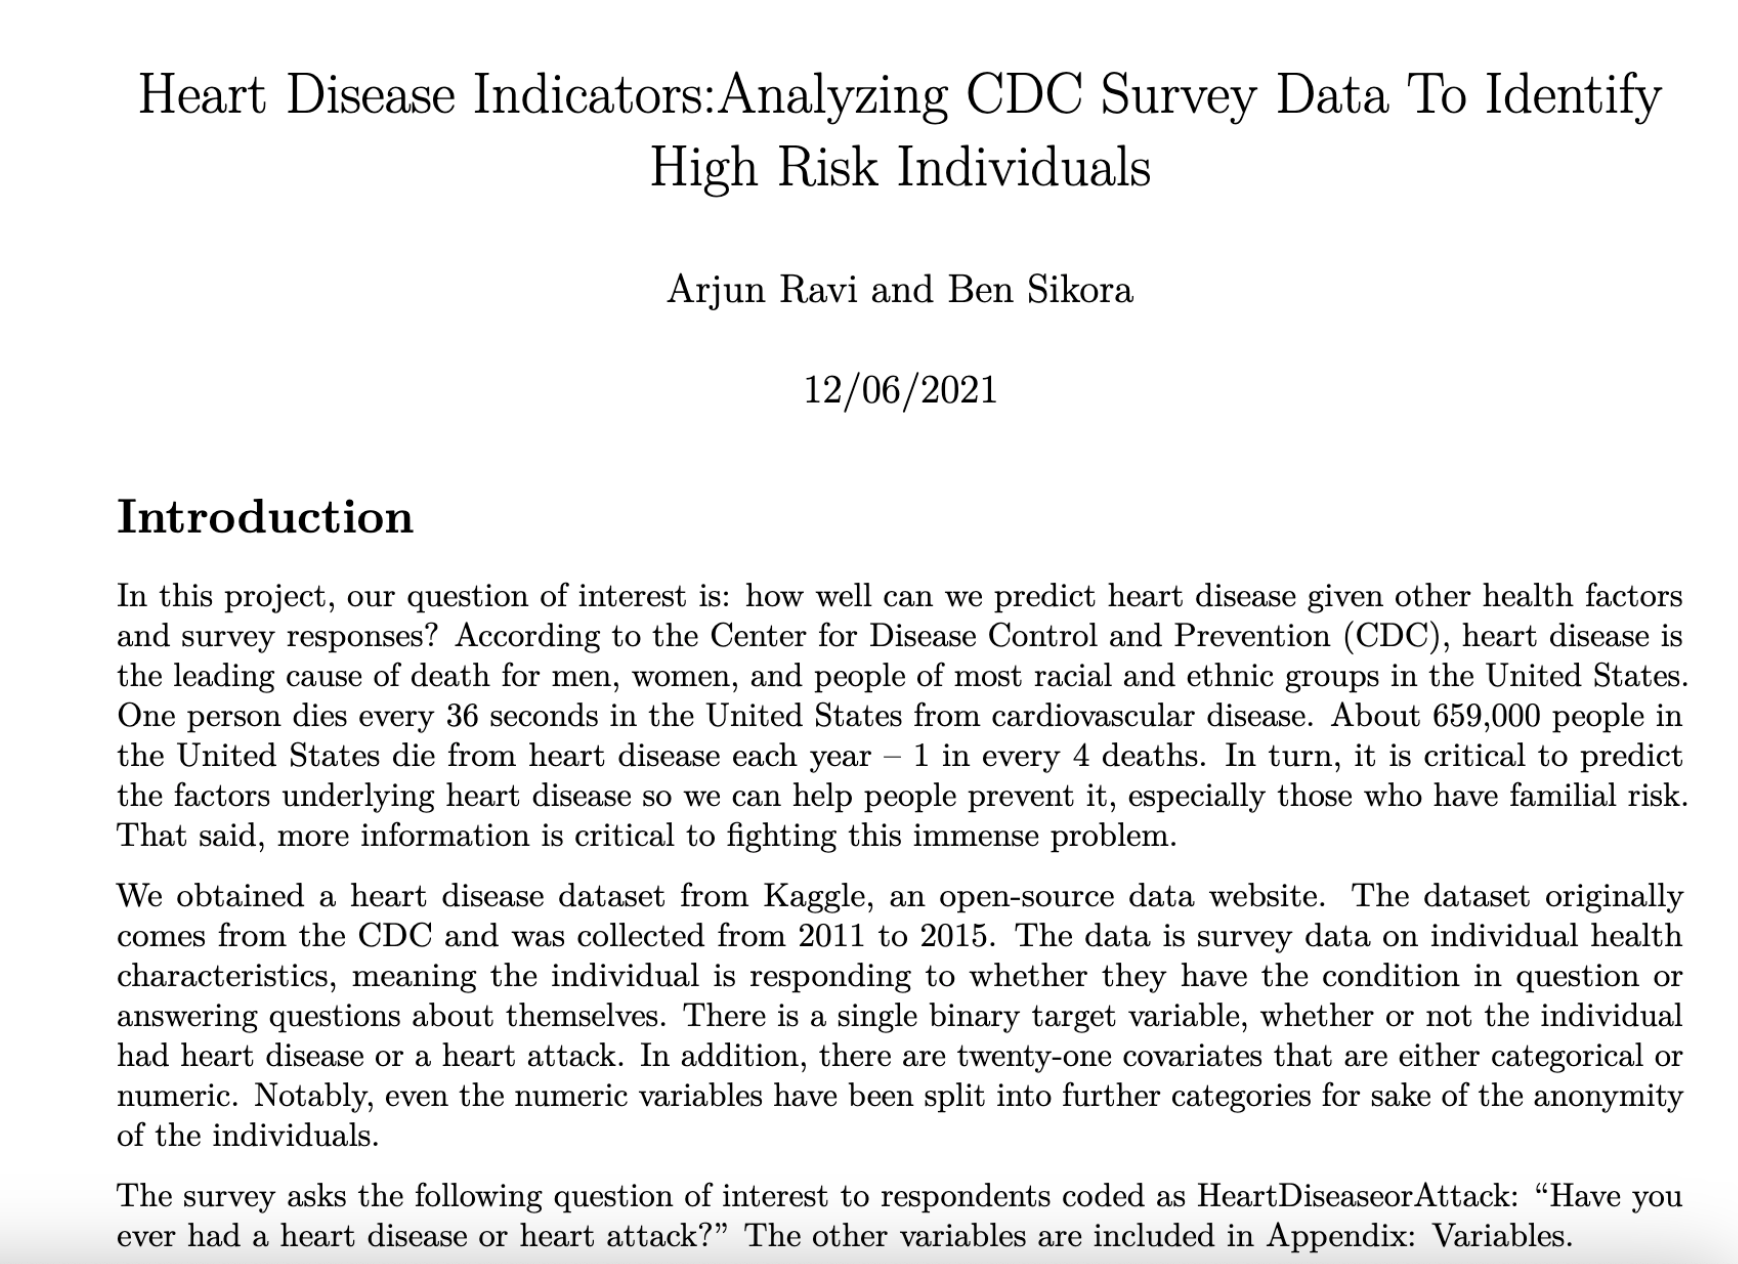 Heart Disease Indicators:Analyzing CDC Survey Data To Identify
High Risk Individuals
Arjun Ravi and Ben Sikora
12/06/2021
Introduction
In this project, our question of interest is: how well can we predict heart disease given other health factors
and survey responses? According to the Center for Disease Control and Prevention (CDC), heart disease is
the leading cause of death for men, women, and people of most racial and ethnic groups in the United States.
One person dies every 36 seconds in the United States from cardiovascular disease. About 659,000 people in
the United States die from heart disease each year – 1 in every 4 deaths. In turn, it is critical to predict
the factors underlying heart disease so we can help people prevent it, especially those who have familial risk.
That said, more information is critical to fighting this immense problem.
We obtained a heart disease dataset from Kaggle, an open-source data website. The dataset originally
comes from the CDC and was collected from 2011 to 2015. The data is survey data on individual health
characteristics, meaning the individual is responding to whether they have the condition in question or
answering questions about themselves. There is a single binary target variable, whether or not the individual
had heart disease or a heart attack. In addition, there are twenty-one covariates that are either categorical or
numeric. Notably, even the numeric variables have been split into further categories for sake of the anonymity
of the individuals.
The survey asks the following question of interest to respondents coded as HeartDiseaseorAttack: “Have you
ever had a heart disease or heart attack?” The other variables are included in Appendix: Variables.